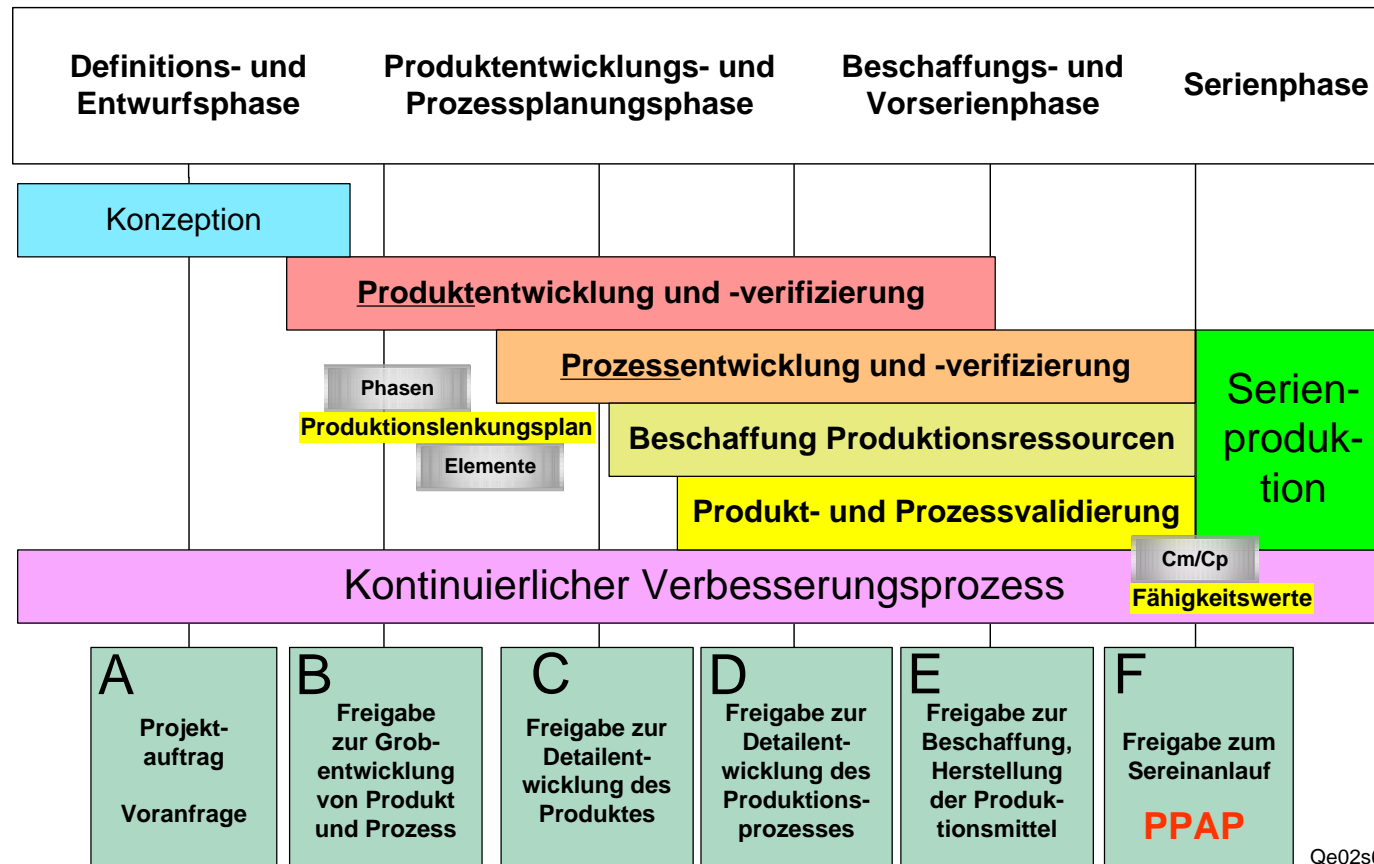 Definitions- und
Entwurfsphase
Produktentwicklungs- und
Prozessplanungsphase
Beschaffungs- und
Vorserienphase
Serienphase
Konzeption
Produktentwicklung und -verifizierung
Prozessentwicklung und -verifizierung
Phasen
Produktionslenkungsplan
Elemente
Beschaffung Produktionsressourcen
Produkt- und Prozessvalidierung
Serien-
produk-
tion
Kontinuierlicher Verbesserungsprozess
Cm/Cp
Fähigkeitswerte
A
Projekt-
auftrag
Voranfrage
B
Freigabe
zur Grob-
entwicklung
von Produkt
und Prozess
C
Freigabe zur
Detailent-
wicklung des
Produktes
D
Freigabe zur
Detailent-
wicklung des
Produktions-
prozesses
E
Freigabe zur
Beschaffung,
Herstellung
der Produk-
tionsmittel
F
Freigabe zum
Sereinanlauf
PPAP